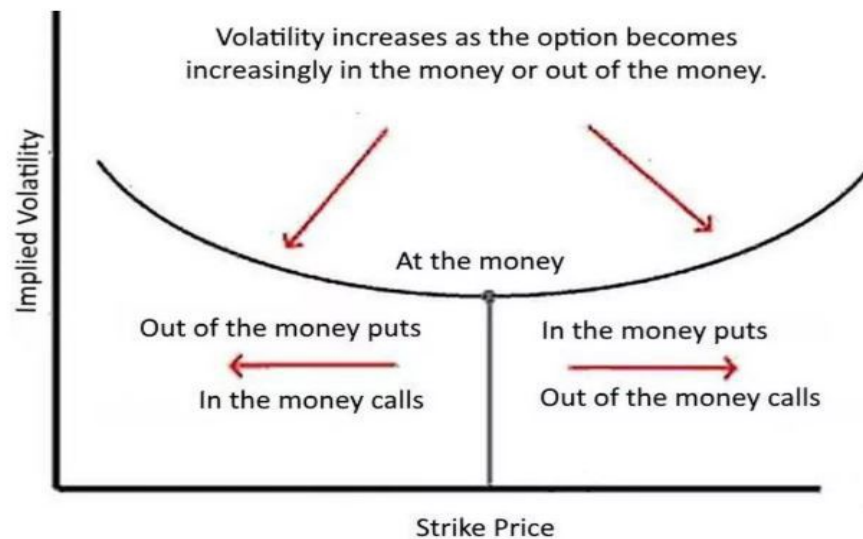 Volatility increases as the option becomes
increasingly in the money or out of the money.
Implied Volatility
At the money
Out of the money puts
In the money calls
In the money puts
Out of the money calls
Strike Price